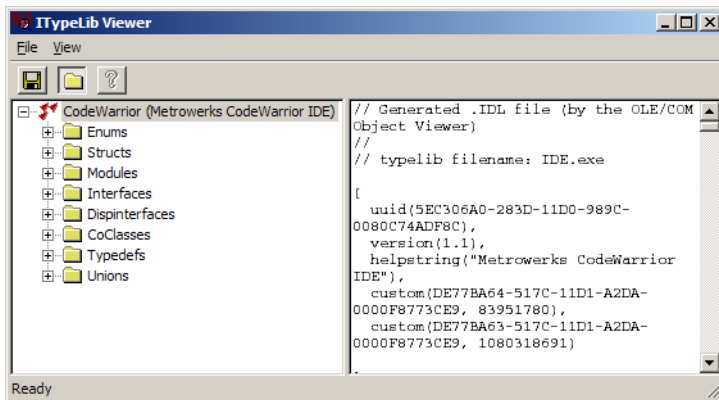 ITypeLib Viewer
File View
CodeWarrior (Metrowerks CodeWarrior IDE)
Enums
Structs
Modules
Interfaces
Dispinterfaces
CoClasses
Typedefs
Unions
// Generated .IDL file (by the OLE/COM
Object Viewer)
//
// typelib filename: IDE.exe
[
uuid(5EC306A0-283D-11D0-989C-
0080C74ADF8C),
version(1.1),
helpstring("Metrowerks CodeWarrior
IDE"),
custom(DE77BA64-517C-11D1-A2DA-
0000F8773CE9, 83951780),
custom(DE77BA63-517C-11D1-A2DA-
0000F8773CE9, 1080318691)
Ready